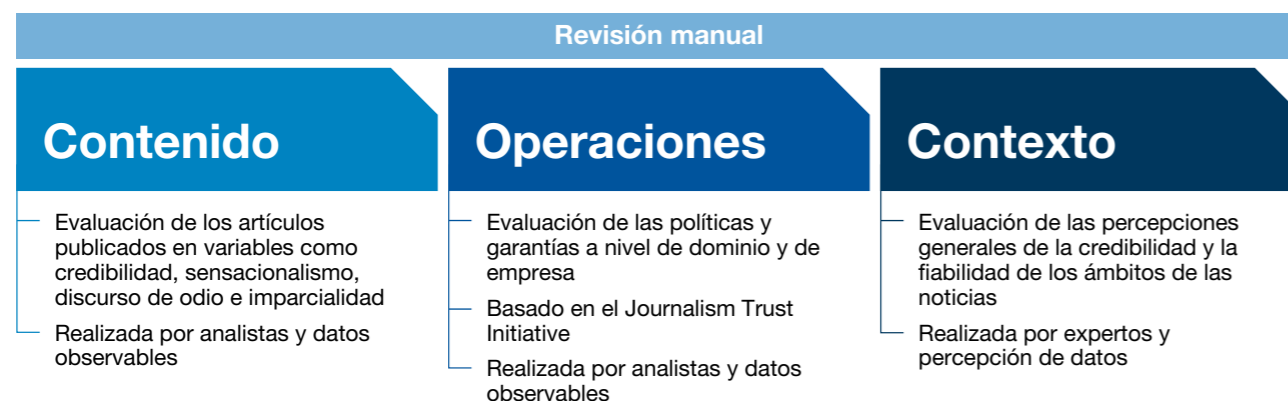 Revisión manual
Contenido
Evaluación de los artículos
publicados en variables como
credibilidad, sensacionalismo,
discurso de odio e imparcialidad
Realizada por analistas y datos
observables
Operaciones
Evaluación de las políticas y
garantías a nivel de dominio y de
empresa
Basado en el Journalism Trust
Initiative
Realizada por analistas y datos
observables
Contexto
Evaluación de las percepciones
generales de la credibilidad y la
fiabilidad de los ámbitos de las
noticias
Realizada por expertos y
percepción de datos